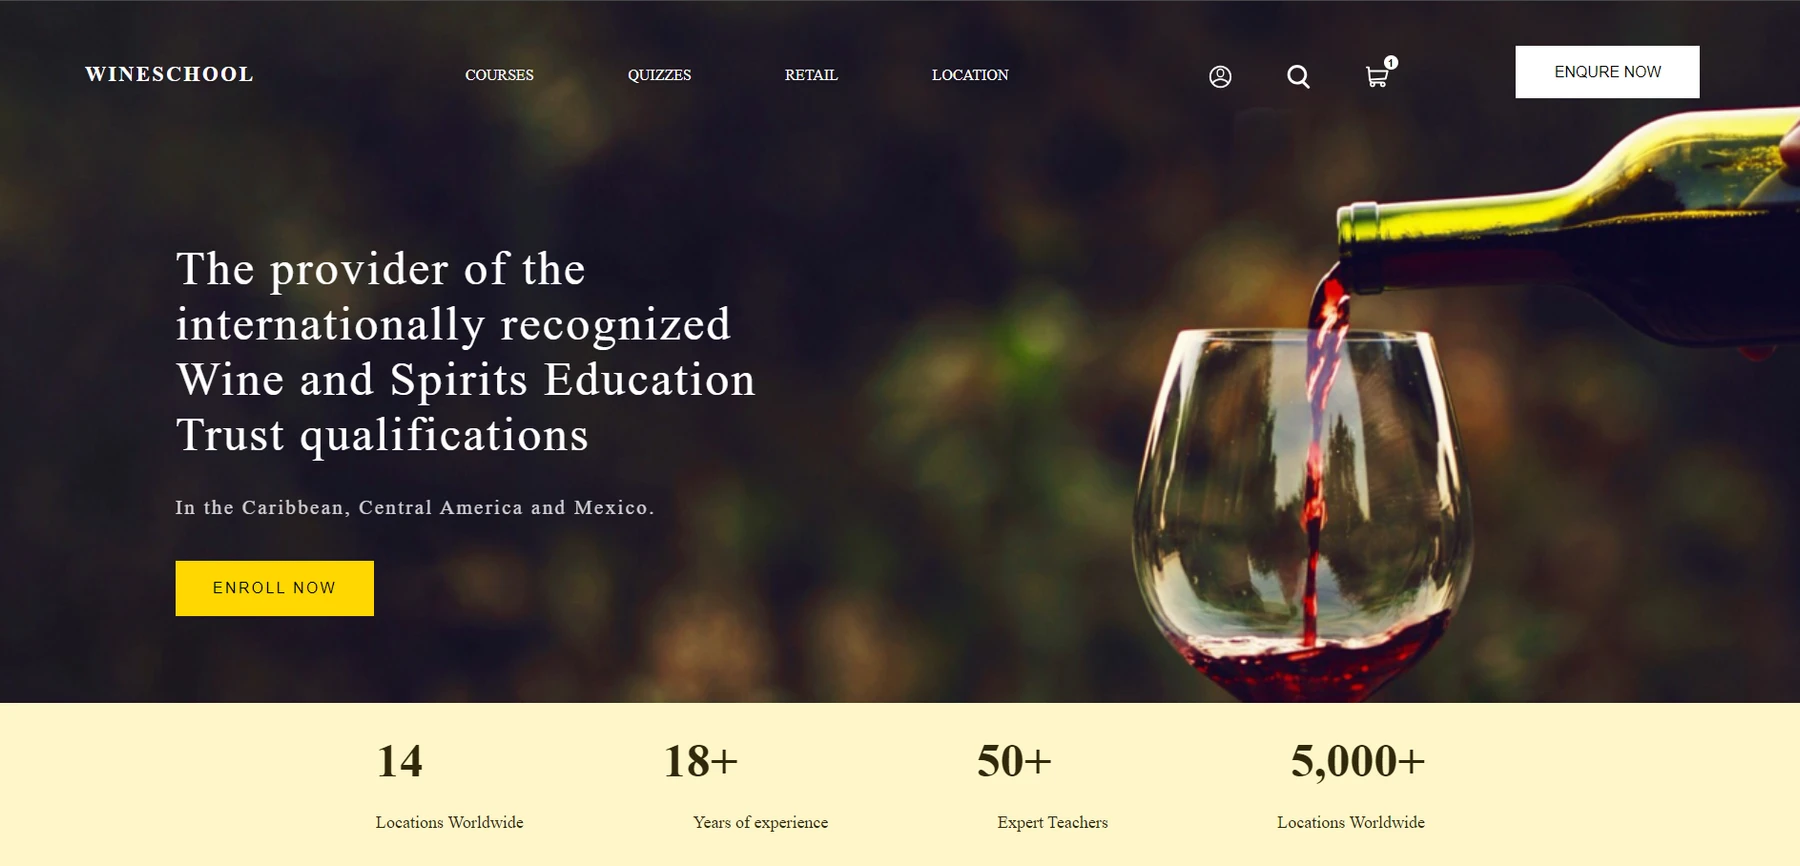 WINESCHOOL
COURSES
QUIZZES
RETAIL
LOCATION
1
ENQURE NOW
The provider of the
internationally recognized
Wine and Spirits Education
Trust qualifications
In the Caribbean, Central America and Mexico.
ENROLL NOW
14
18+
50+
5,000+
Locations Worldwide
Years of experience
Expert Teachers
Locations Worldwide